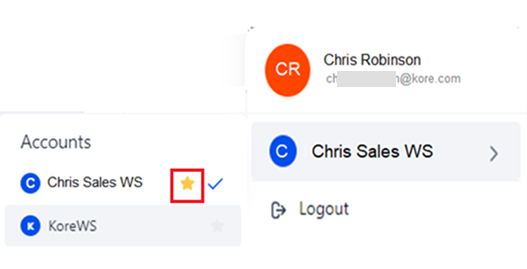 Accounts
C Chris Sales WS
K KoreWS
CR Chris Robinson
ch n@kore.com
C Chris Sales WS
Logout